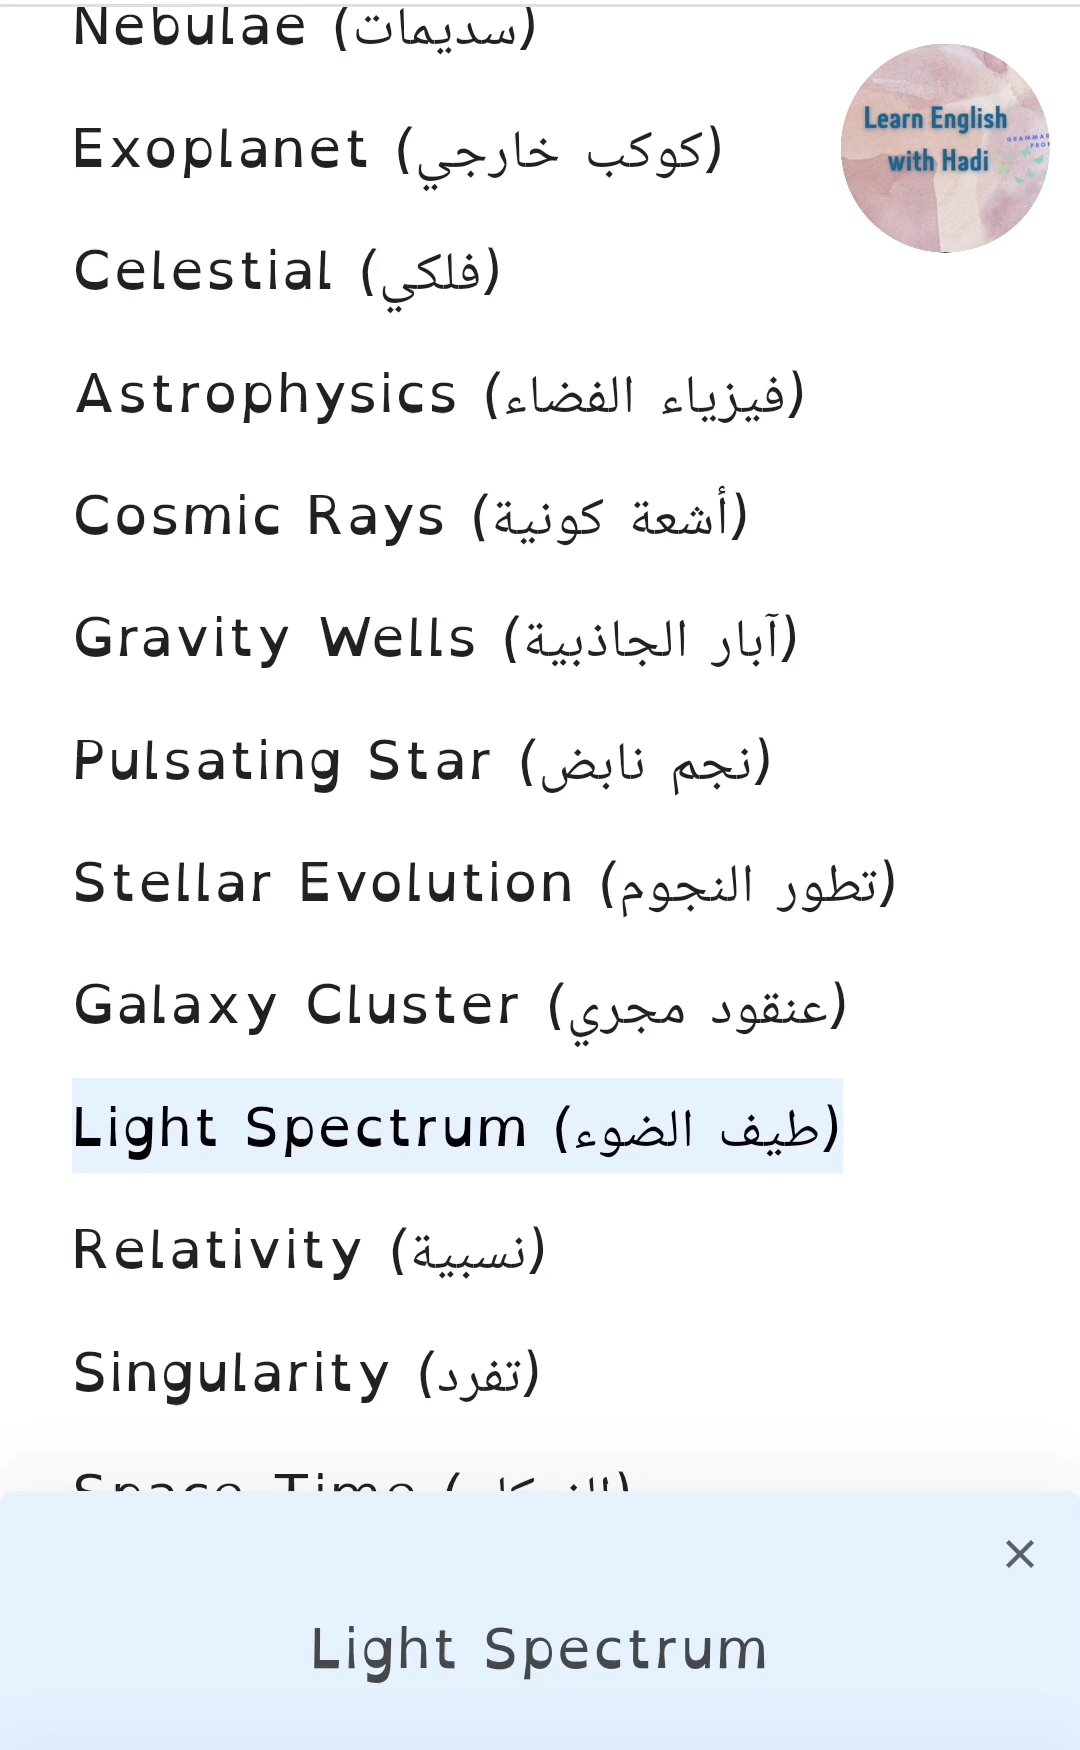 Nebulae (سديمات)
Learn English
with Hadi
Exoplanet (كوكب خارجي)
Celestial (فلكي)
Astrophysics (فيزياء الفضاء)
Cosmic Rays (أشعة كونية)
Gravity Wells (آبار الجاذبية)
Pulsating Star (نجم نابض)
Stellar Evolution (تطور النجوم)
Galaxy Cluster (عنقود مجري)
Light Spectrum (طيف الضوء)
Relativity (نسبية)
Singularity (تفرد)
Space Time
Light Spectrum